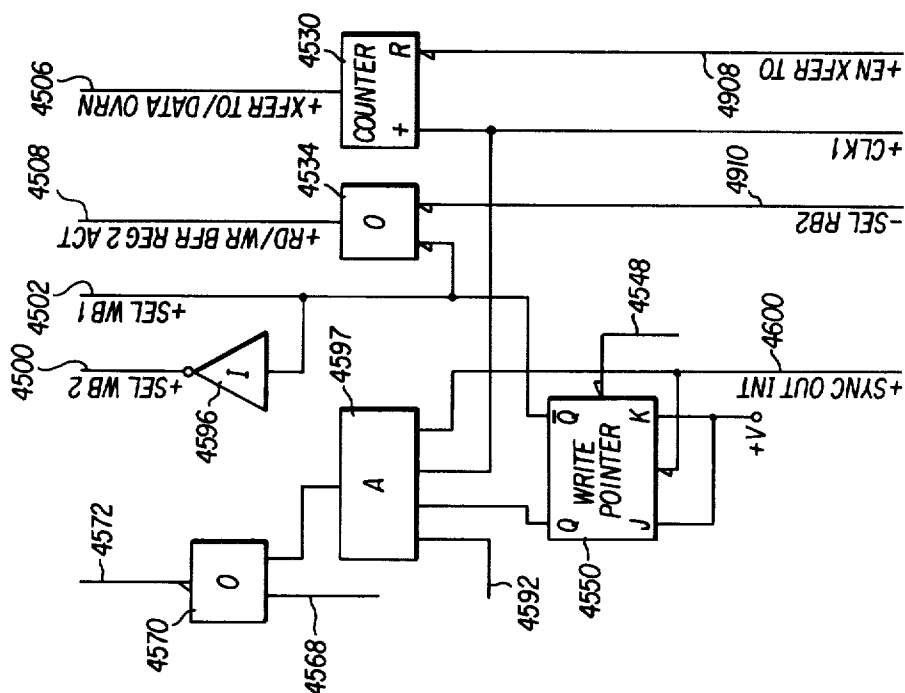 4506
+XFER TO/DATA OVRN
4530
COUNTER
+
R
+EN XFER TO
4908
+CLK1
4508
+RD/WR BFR REG 2 ACT
4534
O
4910
-SEL RB2
4502
+SEL WB1
4500
+SEL WB 2
4596
I
4597
A
4548
4600
+SYNC OUT INT
4572
4570
O
4568
4592
4550
WRITE
POINTER
Q
Q̅
J
K
+V